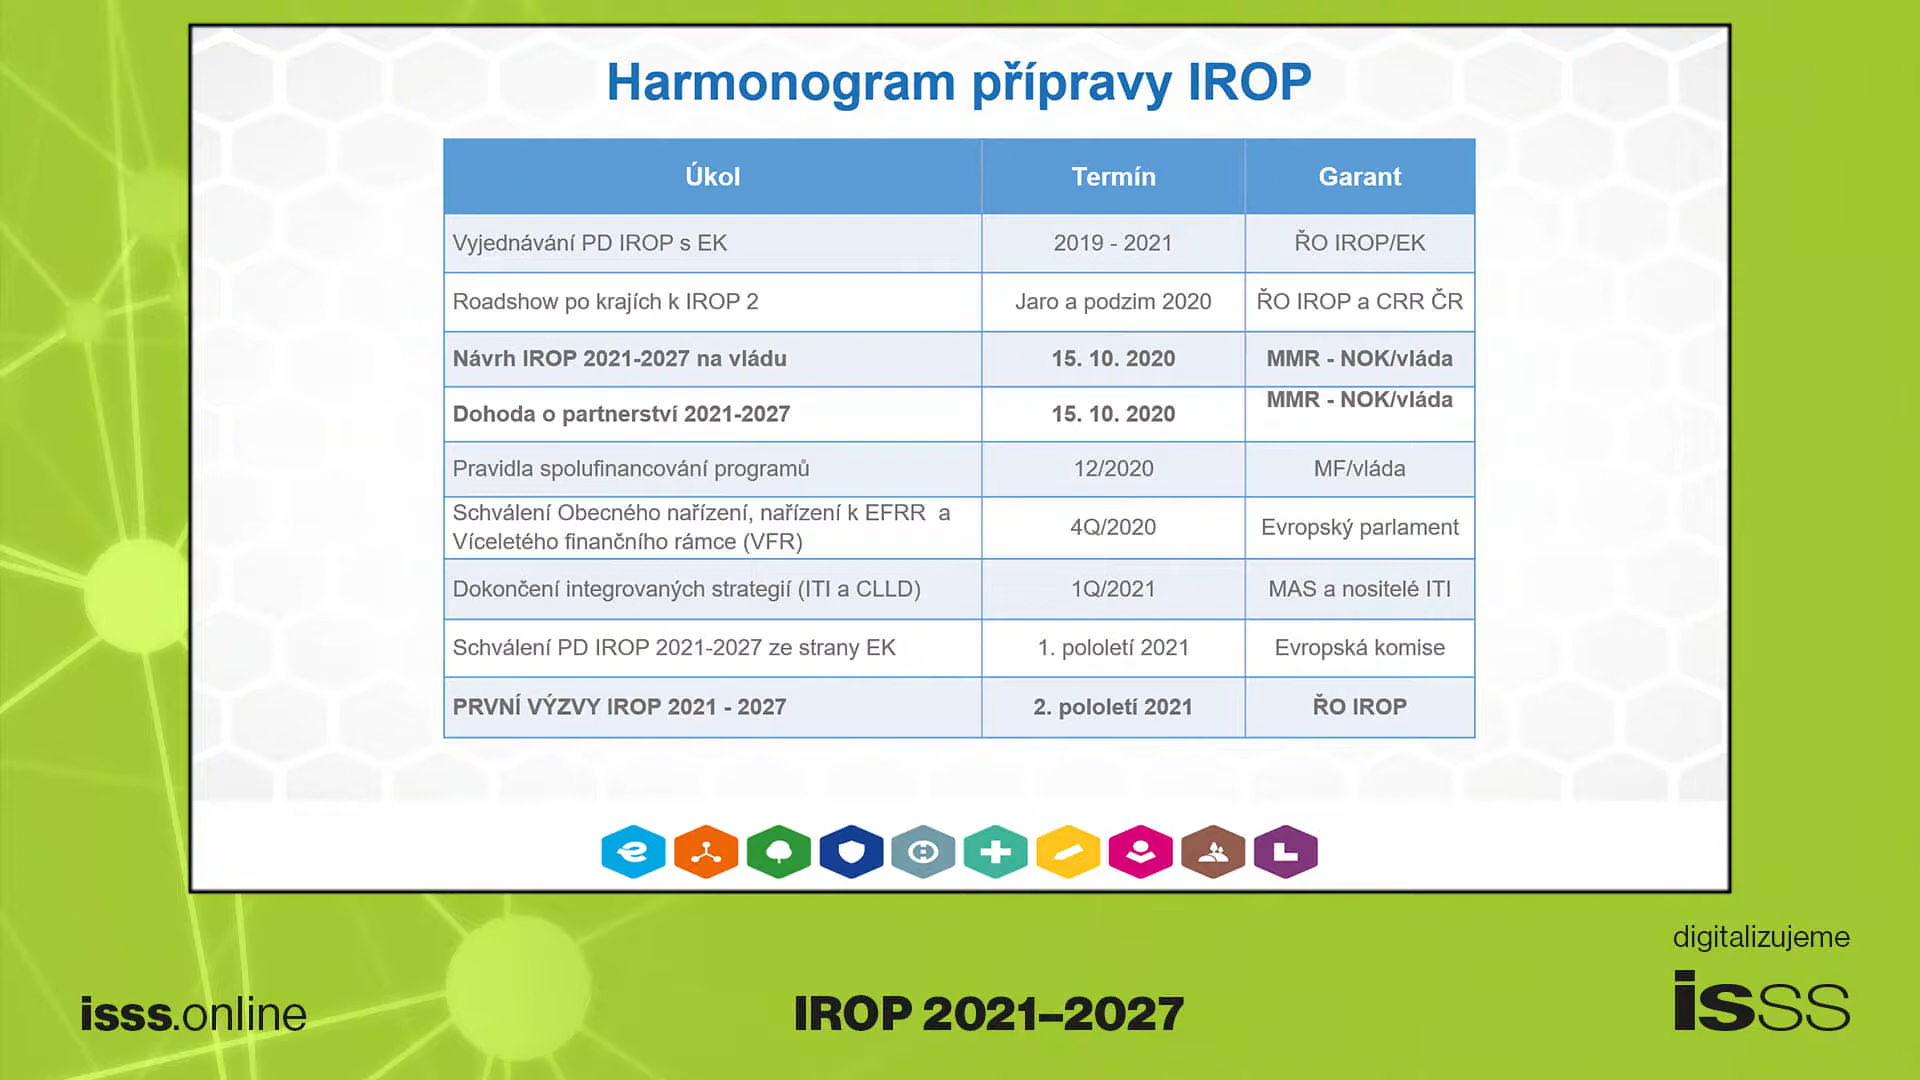 Harmonogram přípravy IROP
Úkol Termín Garant
Vyjednávání PD IROP s EK 2019 - 2021 ŘO IROP/EK
Roadshow po krajích k IROP 2 Jaro a podzim 2020 ŘO IROP a CRR ČR
Návrh IROP 2021-2027 na vládu 15. 10. 2020 MMR - NOK/vláda
Dohoda o partnerství 2021-2027 15. 10. 2020 MMR - NOK/vláda
Pravidla spolufinancování programů 12/2020 MF/vláda
Schválení Obecného nařízení, nařízení k EFRR a
Víceletého finančního rámce (VFR) 4Q/2020 Evropský parlament
Dokončení integrovaných strategií (ITI a CLLD) 1Q/2021 MAS a nositelé ITI
Schválení PD IROP 2021-2027 ze strany EK 1. pololetí 2021 Evropská komise
PRVNÍ VÝZVY IROP 2021 - 2027 2. pololetí 2021 ŘO IROP
digitalizujeme
isss.online
IROP 2021–2027
isss